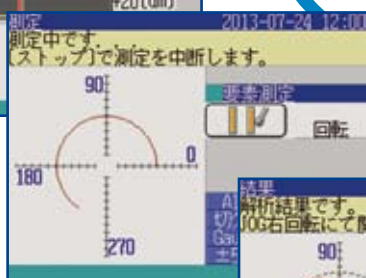 +20(um)
測定 2013-07-24 12:00
測定中です. . .
[ストップ]で測定を中断します。
要素測定
90
回転
180
0
270
結果
解析結果です。
JOG右回転にて
90